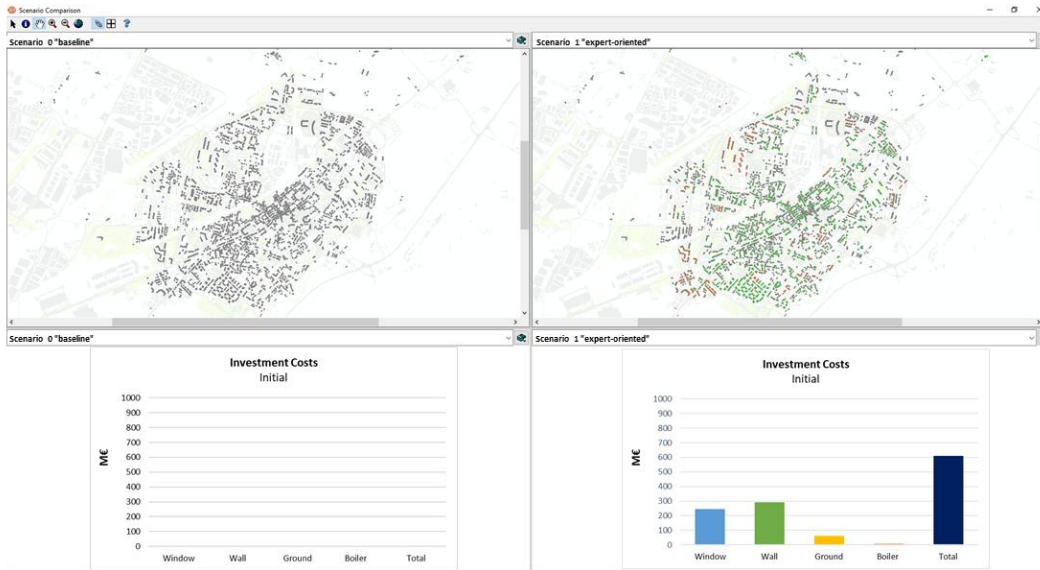 Scenario Comparison
Scenario 0 "baseline"
Scenario 1 "expert-oriented"
Scenario 0 "baseline"
Scenario 1 "expert-oriented"
Investment Costs
Initial
1000
900
800
700
600
500
400
300
200
100
0
M€
Window Wall Ground Boiler Total
Investment Costs
Initial
1000
900
800
700
600
500
400
300
200
100
0
M€
Window Wall Ground Boiler Total